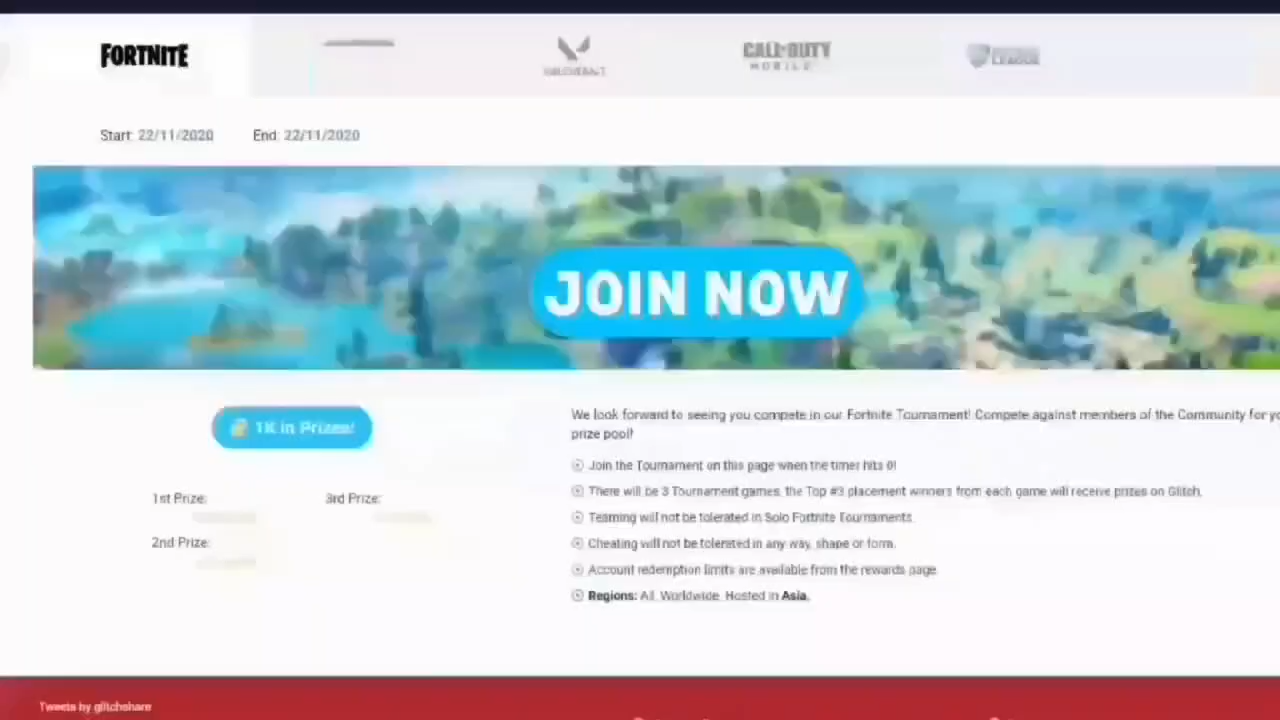 FORTNITE
VALORANT
CALL OF DUTY
MOBILE
LEAGUE
Start: 22/11/2020
End: 22/11/2020
JOIN NOW
1K in Prizes!
We look forward to seeing you compete in our Fortnite Tournament! Compete against members of the Community for yo
prize pool!
Join the Tournament on this page when the timer hits 0!
There will be 3 Tournament games, the Top #3 placement winners from each game will receive prizes on Glitch.
Teaming will not be tolerated in Solo Fortnite Tournaments.
Cheating will not be tolerated in any way, shape or form.
Account redemption limits are available from the rewards page.
Regions: All, Worldwide. Hosted in Asia.
1st Prize:
3rd Prize:
2nd Prize:
Tweets by glitchshare